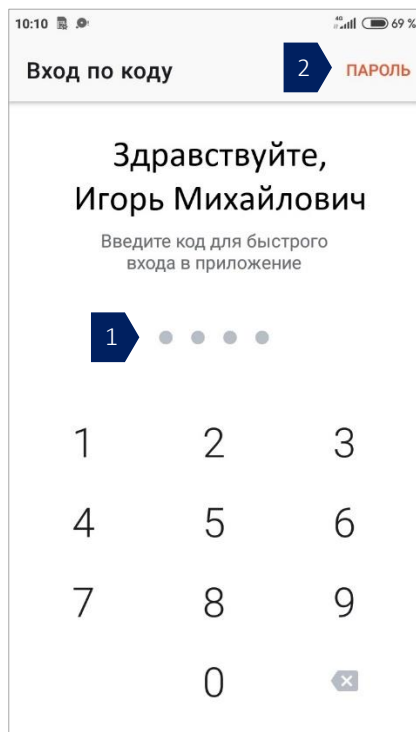 10:10 4G 69 %
Вход по коду 2 ПАРОЛЬ
Здравствуйте,
Игорь Михайлович
Введите код для быстрого
входа в приложение
1
1 2 3
4 5 6
7 8 9
0